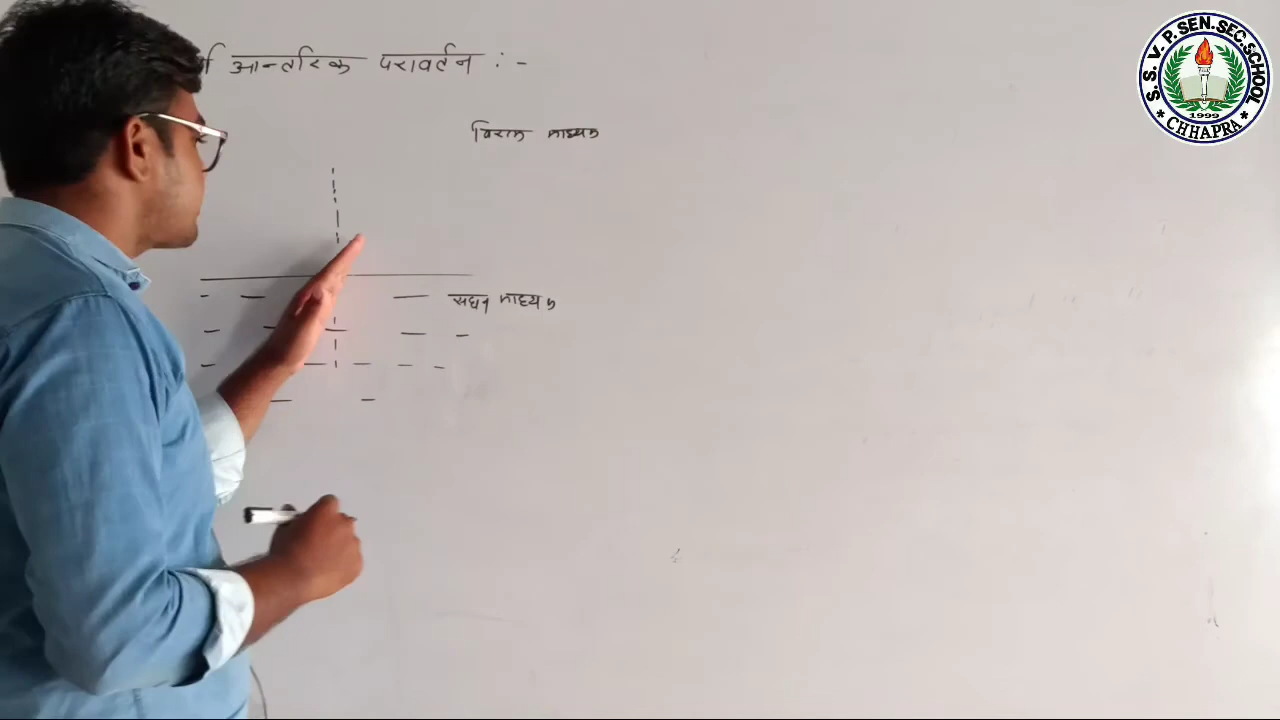 आन्तरिक परावर्तन :-
विरल माध्यम
सघन माध्यम
S. S. V. P. SEN. SEC. SCHOOL
1999
* CHHAPRA *